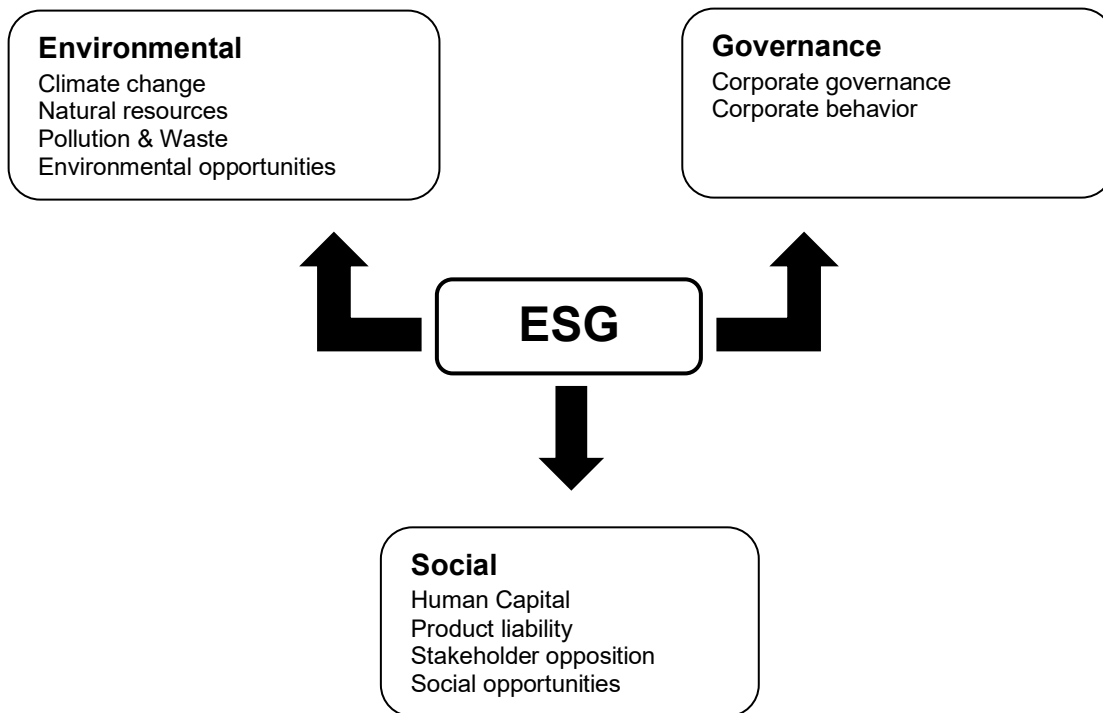 Environmental
Climate change
Natural resources
Pollution & Waste
Environmental opportunities
Governance
Corporate governance
Corporate behavior
ESG
Social
Human Capital
Product liability
Stakeholder opposition
Social opportunities